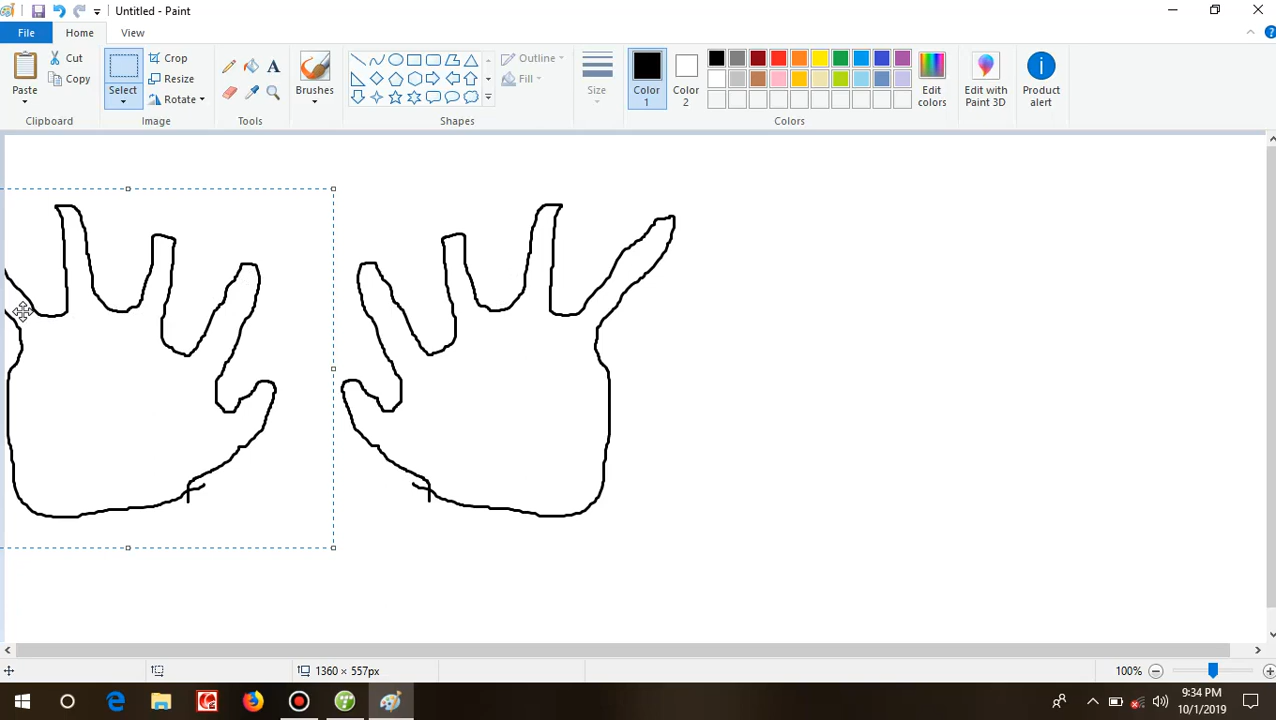 Untitled - Paint
File
Home
View
Paste
Cut
Copy
Clipboard
Select
Crop
Resize
Rotate
Image
A
Tools
Brushes
Outline
Fill
Shapes
Size
Color 1
Color 2
Edit colors
Colors
Edit with Paint 3D
Product alert
1360 × 557px
100%
9:34 PM
10/1/2019